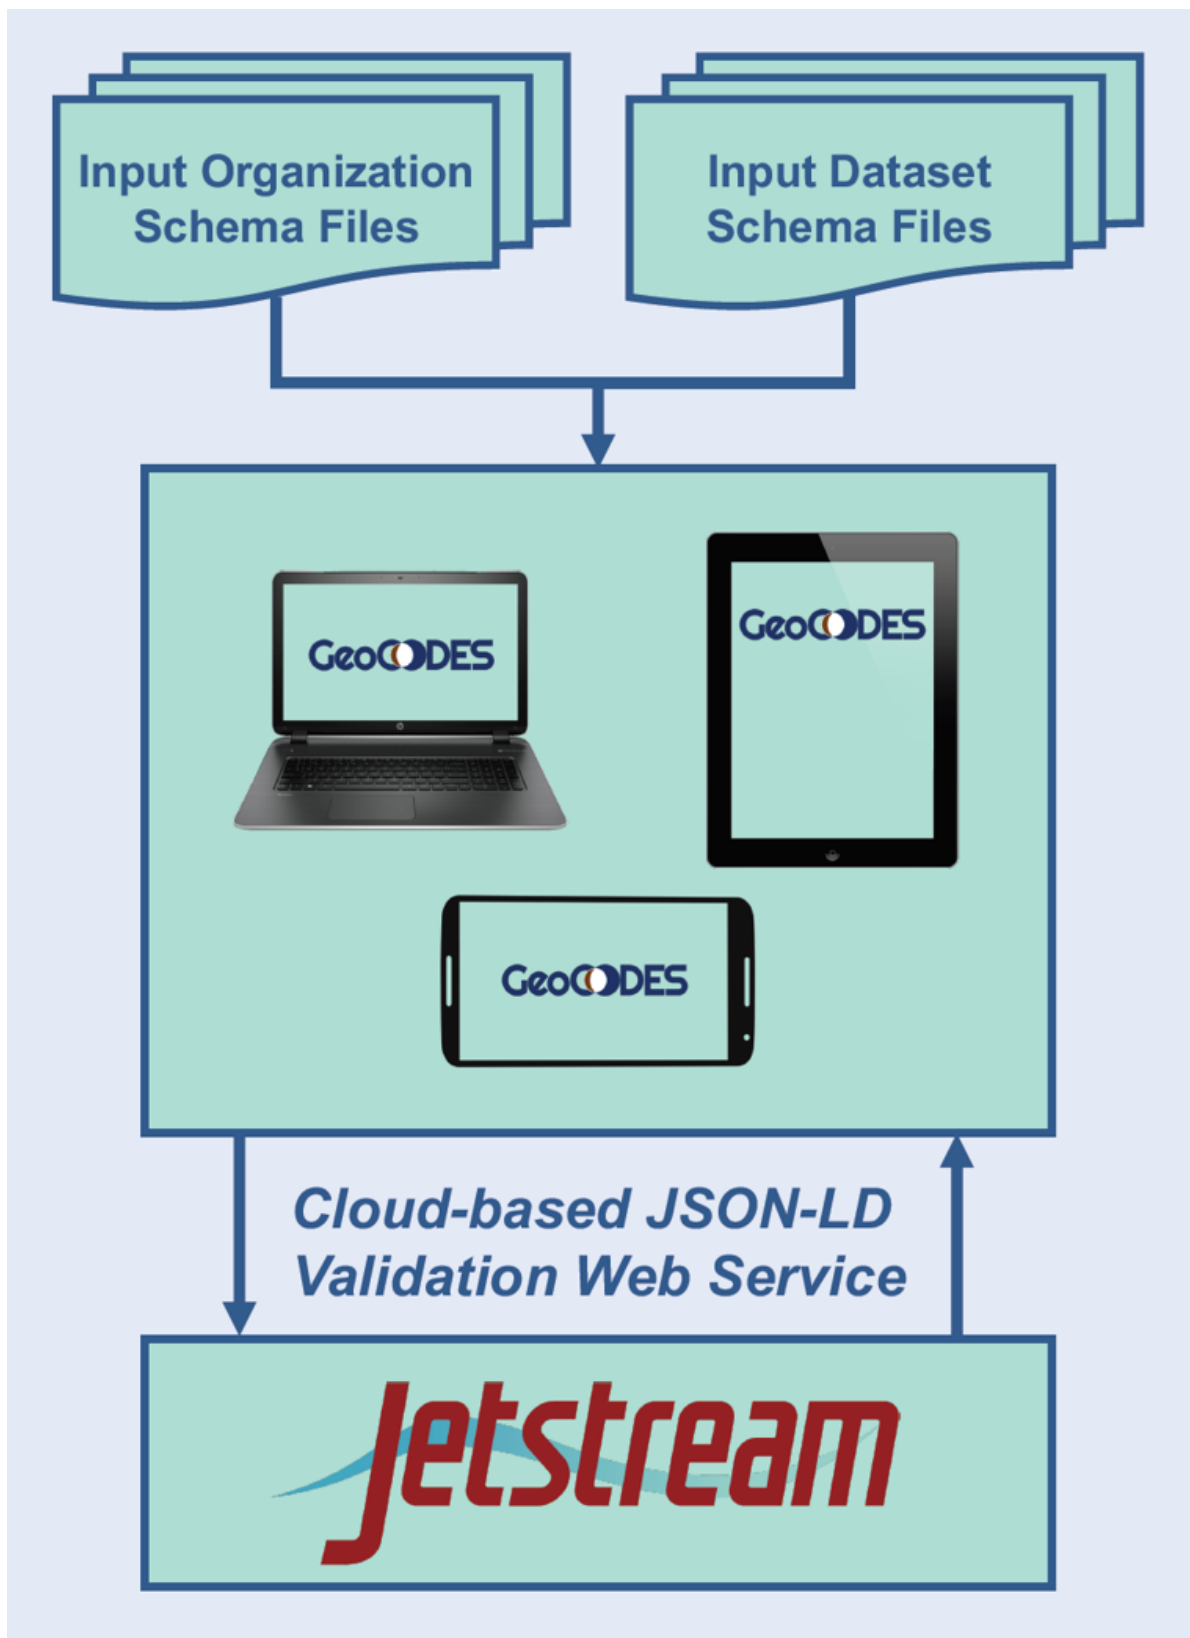 Input Organization
Schema Files
Input Dataset
Schema Files
GeoCODES
GeoCODES
GeoCODES
Cloud-based JSON-LD
Validation Web Service
Jetstream